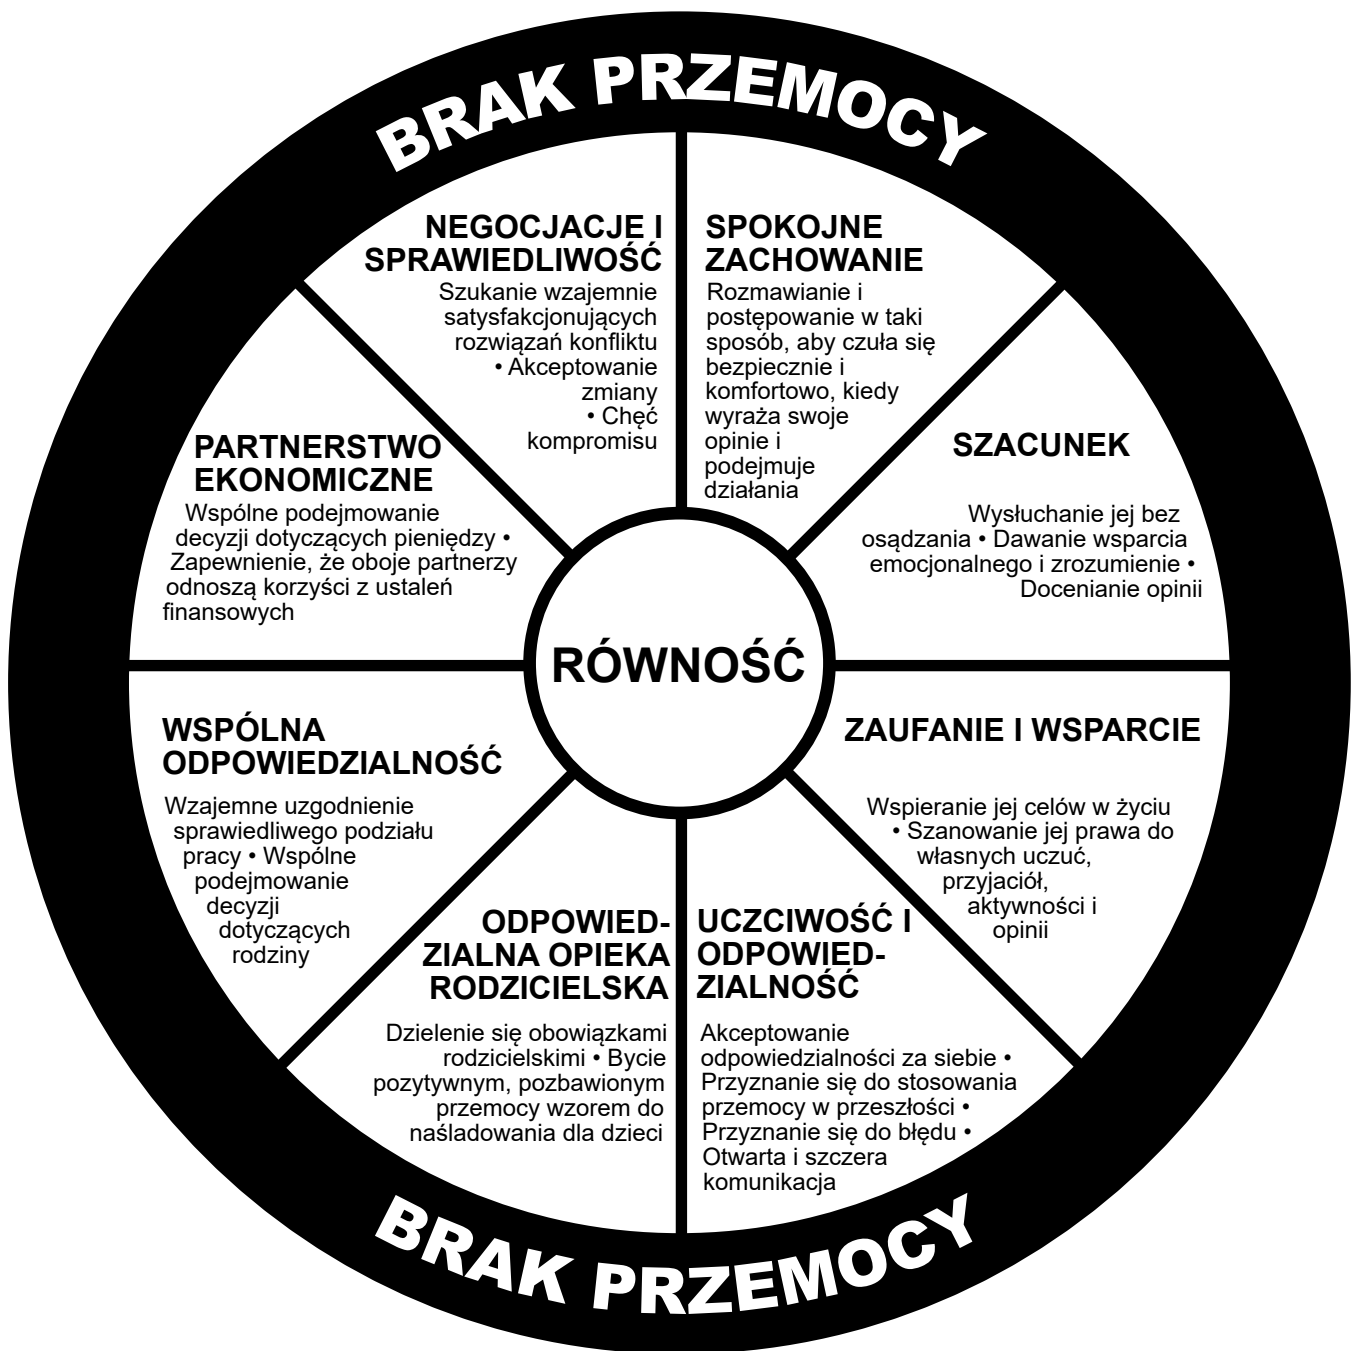 BRAK PRZEMOCY
NEGOCJACJE I
SPRAWIEDLIWOŚĆ
Szukanie wzajemnie
satysfakcjonujących
rozwiązań konfliktu
• Akceptowanie
zmiany
• Chęć
kompromisu
SPOKOJNE
ZACHOWANIE
Rozmawianie i
postępowanie w taki
sposób, aby czuła się
bezpiecznie i
komfortowo, kiedy
wyraża swoje
opinie i
podejmuje
działania
PARTNERSTWO
EKONOMICZNE
Wspólne podejmowanie
decyzji dotyczących pieniędzy •
Zapewnienie, że oboje partnerzy
odnoszą korzyści z ustaleń
finansowych
SZACUNEK
Wysłuchanie jej bez
osądzania • Dawanie wsparcia
emocjonalnego i zrozumienie •
Docenianie opinii
RÓWNOŚĆ
WSPÓLNA
ODPOWIEDZIALNOŚĆ
Wzajemne uzgodnienie
sprawiedliwego podziału
pracy • Wspólne
podejmowanie
decyzji
dotyczących
rodziny
ZAUFANIE I WSPARCIE
Wspieranie jej celów w życiu
• Szanowanie jej prawa do
własnych uczuć,
przyjaciół,
aktywności i
opinii
ODPOWIED-
ZIALNA OPIEKA
RODZICIELSKA
Dzielenie się obowiązkami
rodzicielskimi • Bycie
pozytywnym, pozbawionym
przemocy wzorem do
naśladowania dla dzieci
UCZCIWOŚĆ I
ODPOWIED-
ZIALNOŚĆ
Akceptowanie
odpowiedzialności za siebie •
Przyznanie się do stosowania
przemocy w przeszłości •
Przyznanie się do błędu •
Otwarta i szczera
komunikacja
BRAK PRZEMOCY